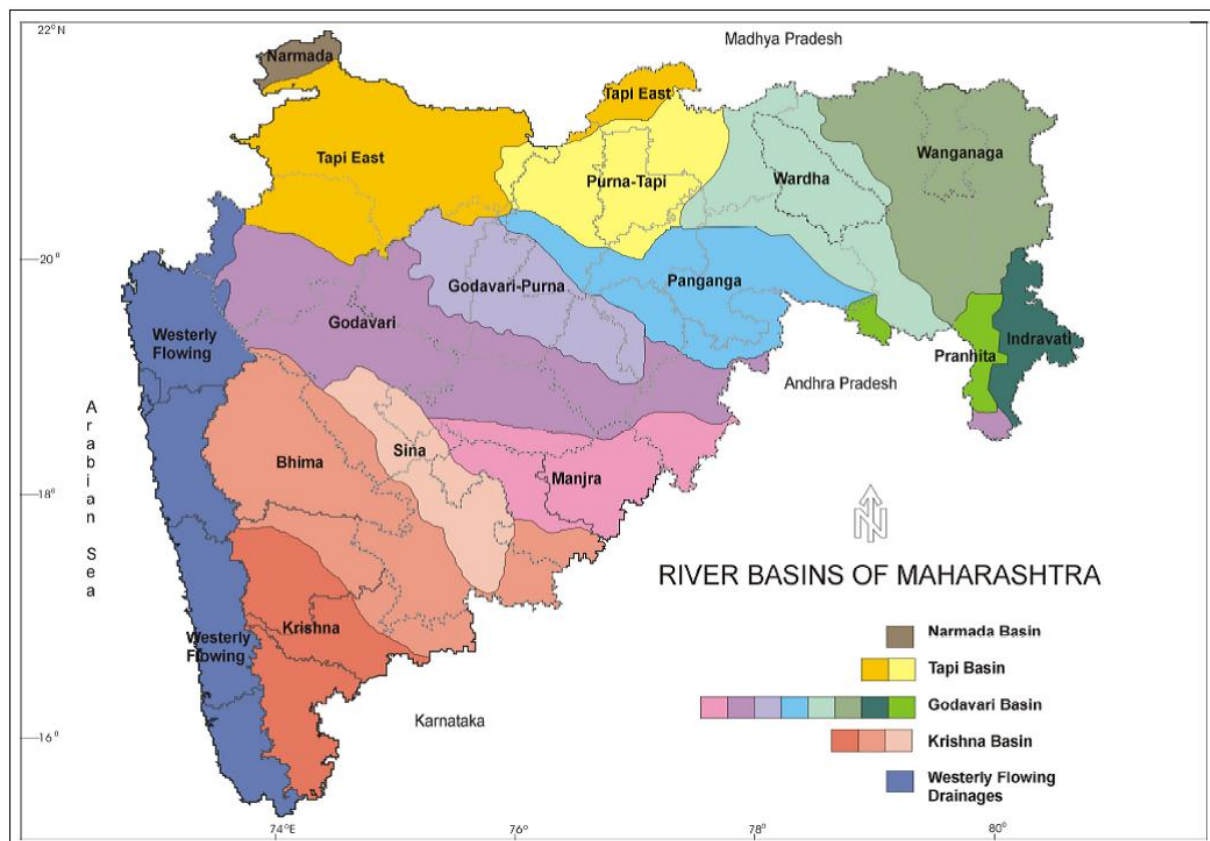 22°N
Madhya Pradesh
Narmada
Tapi East
Tapi East
Purna-Tapi
Wardha
Wanganaga
20°
Godavari-Purna
Panganga
Godavari
Westerly
Flowing
Indravati
Pranhita
Andhra Pradesh
Arabian Sea
Sina
Bhima
Manjra
18°
N
RIVER BASINS OF MAHARASHTRA
Krishna
Westerly
Flowing
Narmada Basin
Tapi Basin
Godavari Basin
Karnataka
Krishna Basin
16°
Westerly Flowing
Drainages
74°E
76°
78°
80°